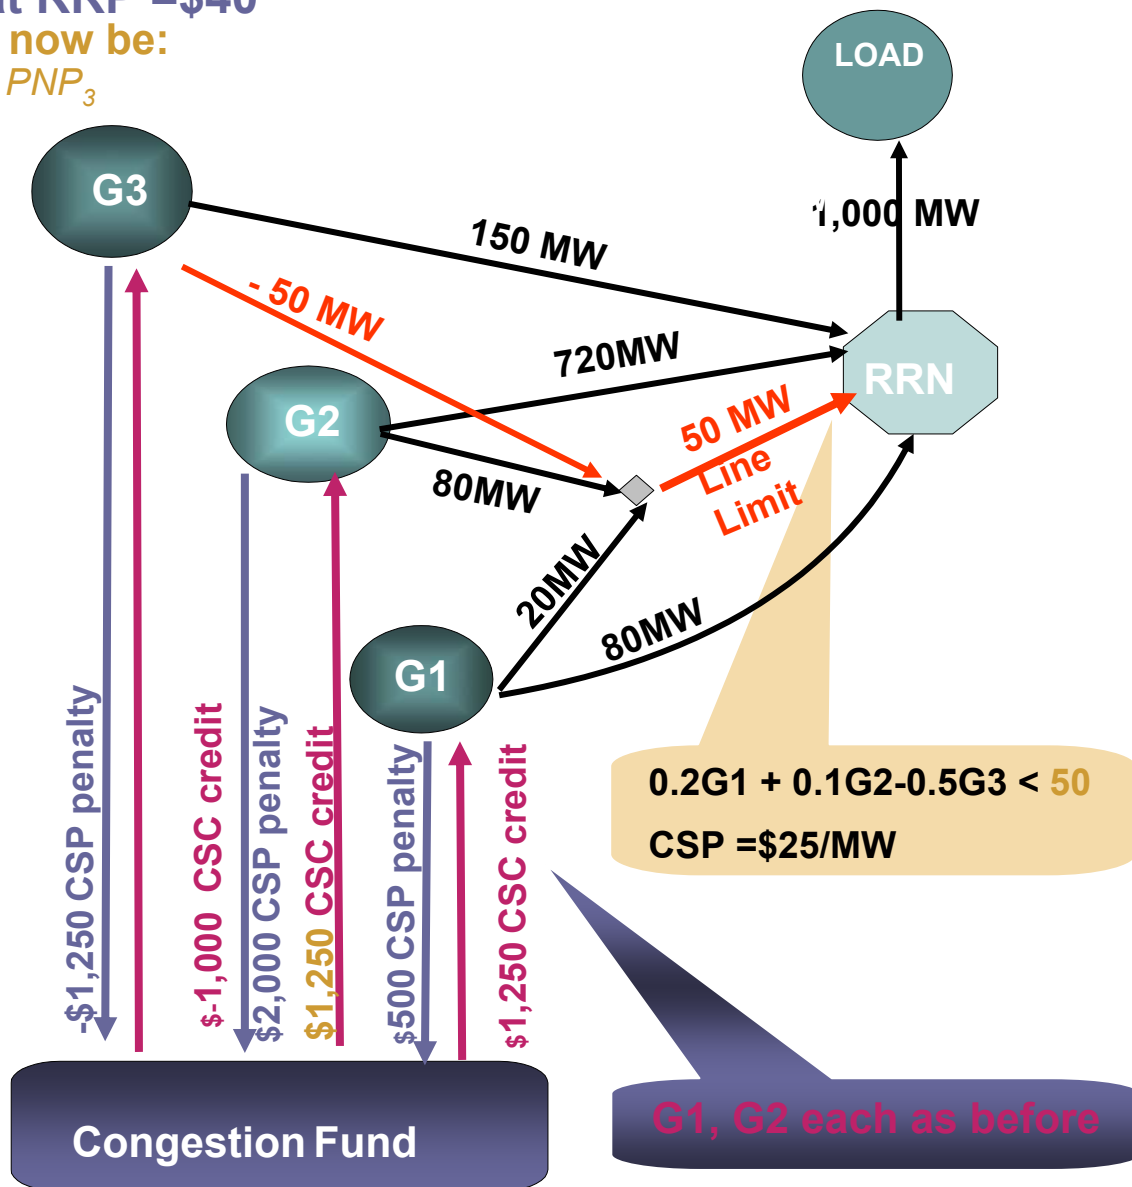 at RRP =$40
now be:
PNP3
LOAD
G3
1,000 MW
150 MW
- 50 MW
720MW
RRN
G2
50 MW
Line
Limit
80MW
20MW
80MW
G1
-$1,250 CSP penalty
$-1,000 CSC credit
$2,000 CSP penalty
$1,250 CSC credit
$500 CSP penalty
$1,250 CSC credit
0.2G1 + 0.1G2-0.5G3 < 50
CSP =$25/MW
G1, G2 each as before
Congestion Fund